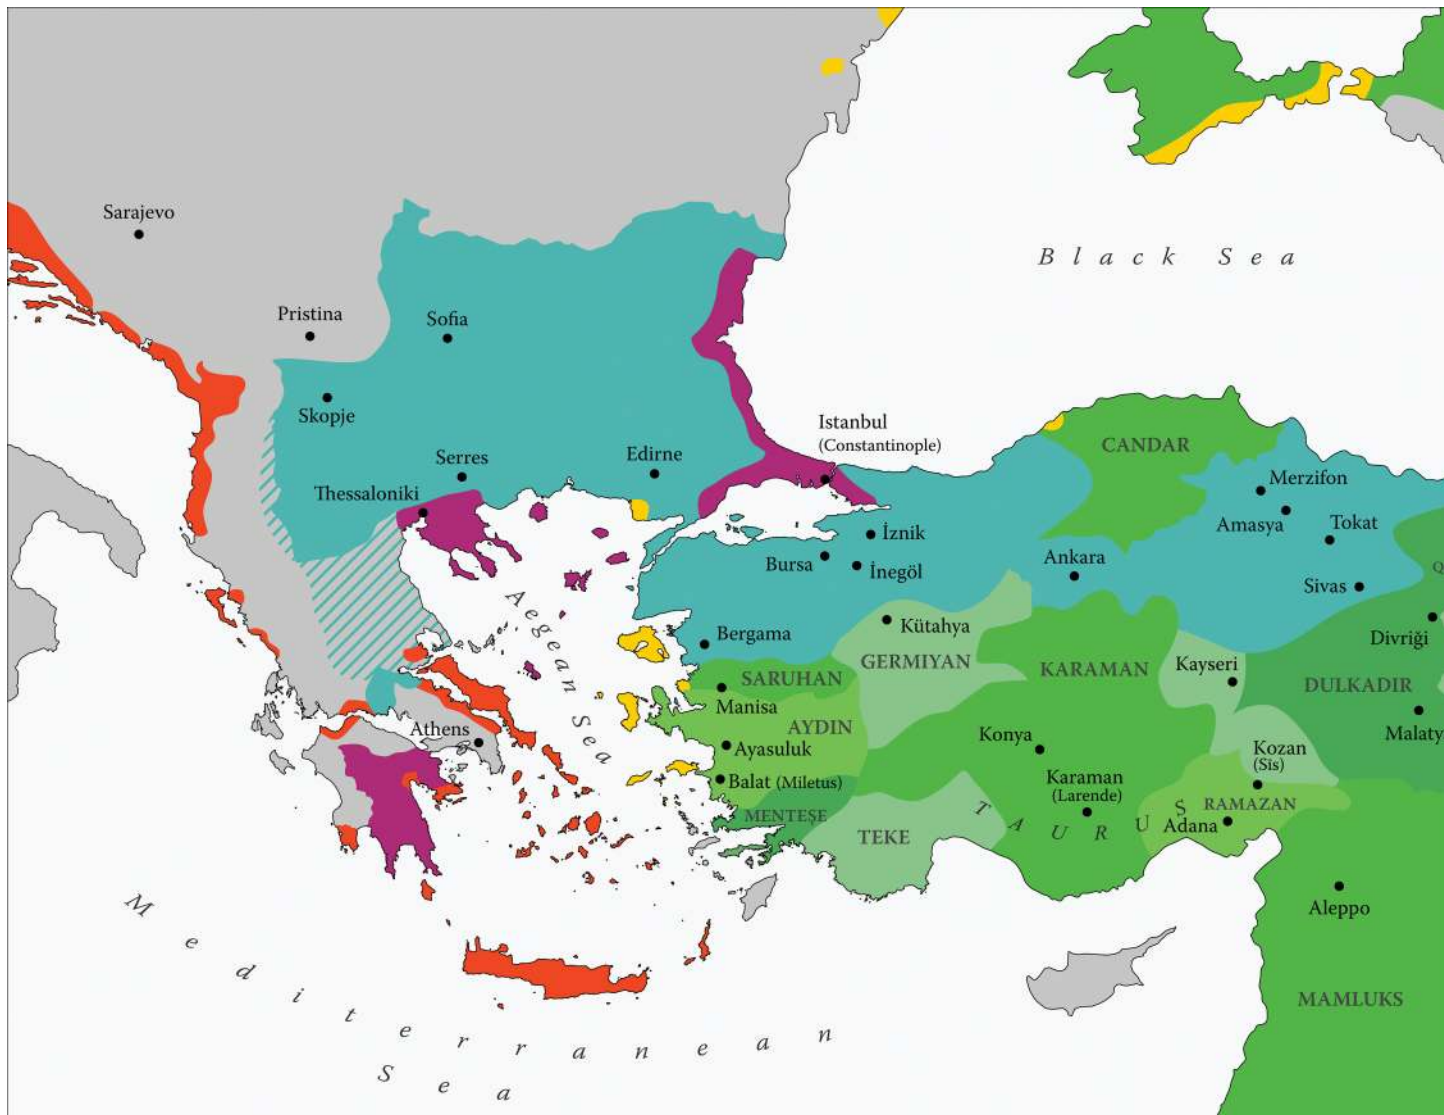 Sarajevo
Black Sea
Pristina
Sofia
Skopje
Istanbul
(Constantinople)
CANDAR
Serres
Edirne
Thessaloniki
Merzifon
Amasya
Tokat
İznik
Bursa
İnegöl
Ankara
Sivas
Q
Aegean Sea
Bergama
Kütahya
Divriği
GERMIYAN
KARAMAN
Kayseri
SARUHAN
DULKADIR
Manisa
AYDIN
Malaty
Athens
Ayasuluk
Konya
Kozan
(Sis)
Balat (Miletus)
Karaman
(Larende)
MENTEŞE
TAURUS
RAMAZAN
Adana
TEKE
Aleppo
Mediterranean
Sea
MAMLUKS